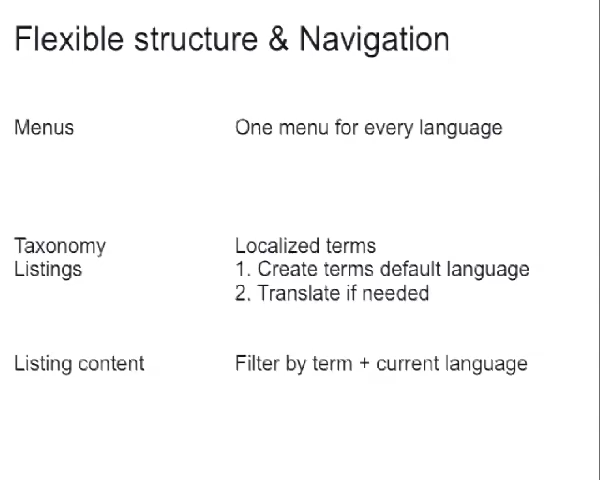 Flexible structure & Navigation
Menus One menu for every language
Taxonomy Localized terms
Listings 1. Create terms default language
2. Translate if needed
Listing content Filter by term + current language